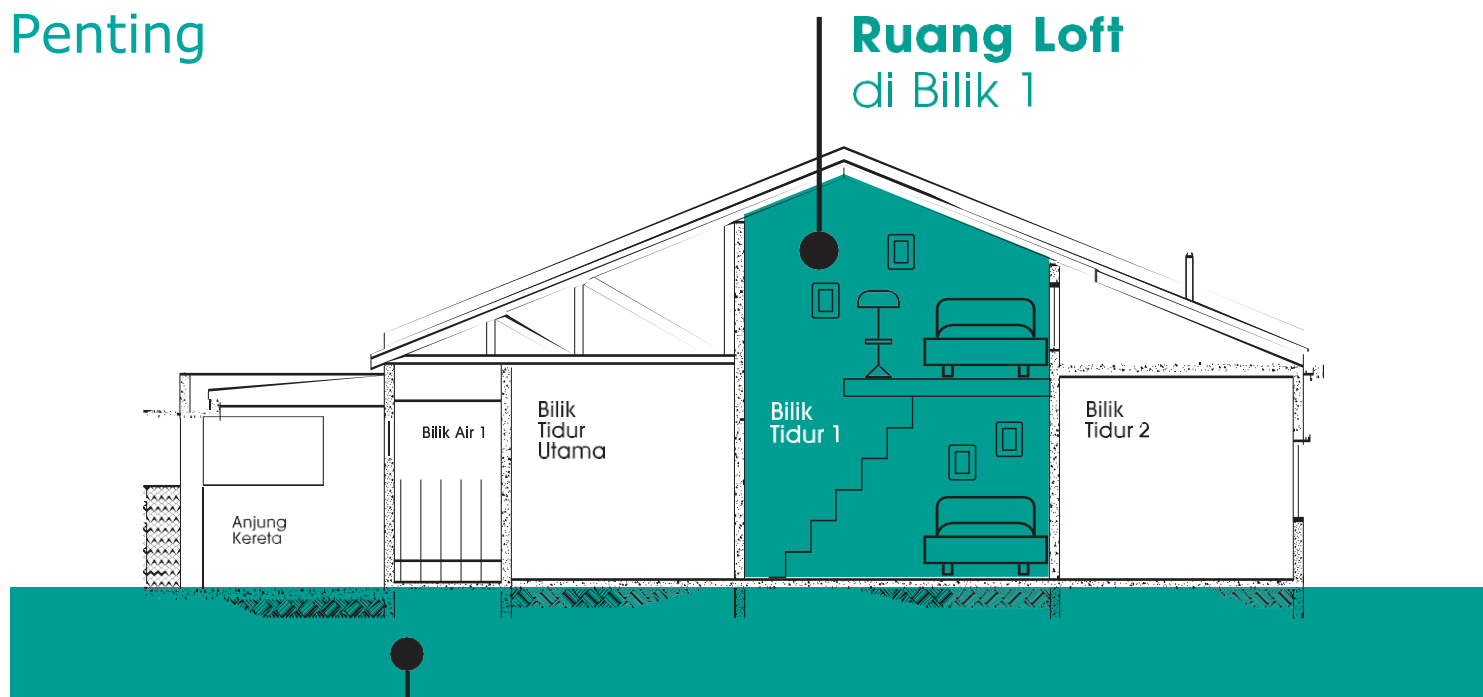 Penting
Ruang Loft
di Bilik 1
Bilik Air 1
Bilik
Tidur
Utama
Bilik
Tidur 1
Bilik
Tidur 2
Anjung
Kereta